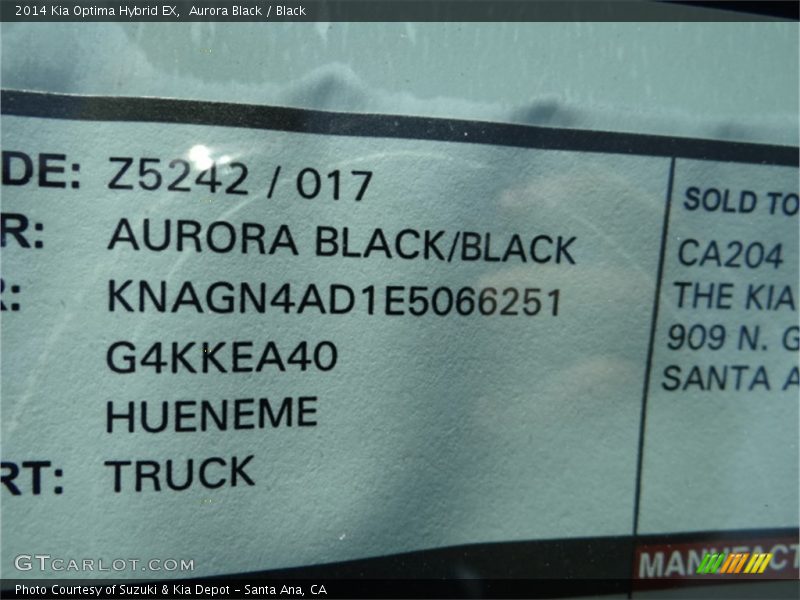 2014 Kia Optima Hybrid EX, Aurora Black / Black
DE: Z5242 / 017
R: AURORA BLACK/BLACK
R: KNAGN4AD1E5066251
G4KKEA40
HUENEME
RT: TRUCK
SOLD TO
CA204
THE KIA
909 N. G
SANTA A
MANUFACT
GTCARLOT.COM
Photo Courtesy of Suzuki & Kia Depot - Santa Ana, CA